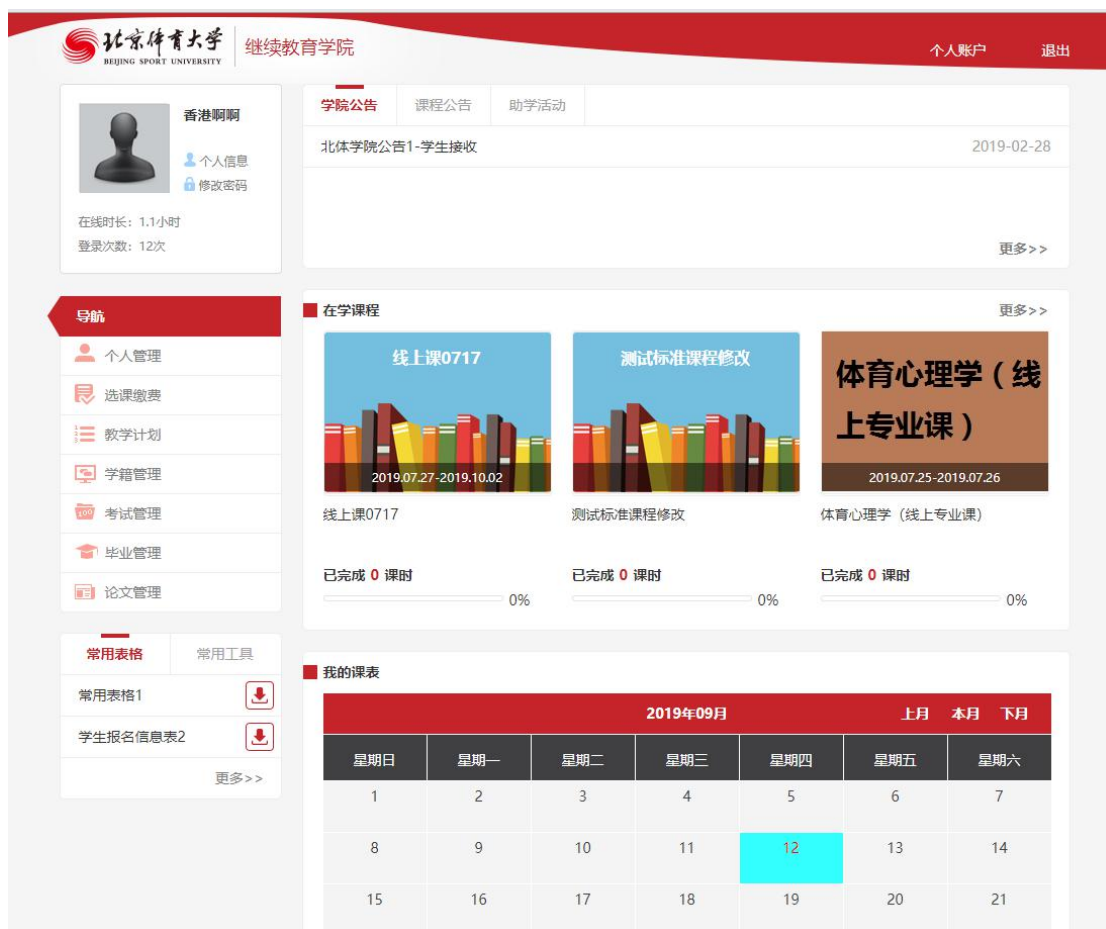 北京体育大学
BEIJING SPORT UNIVERSITY
继续教育学院
个人账户 退出
香港啊啊
个人信息
修改密码
在线时长：1.1小时
登录次数：12次
学院公告 课程公告 助学活动
北体学院公告1-学生接收 2019-02-28
更多>>
导航
个人管理
选课缴费
教学计划
学籍管理
考试管理
毕业管理
论文管理
常用表格 常用工具
常用表格1
学生报名信息表2
更多>>
在学课程 更多>>
线上课0717
2019.07.27-2019.10.02
线上课0717
已完成 0 课时
0%
测试标准课程修改
测试标准课程修改
已完成 0 课时
0%
体育心理学（线
上专业课）
2019.07.25-2019.07.26
体育心理学（线上专业课）
已完成 0 课时
0%
我的课表
2019年09月 上月 本月 下月
星期日 星期一 星期二 星期三 星期四 星期五 星期六
1 2 3 4 5 6 7
8 9 10 11 12 13 14
15 16 17 18 19 20 21